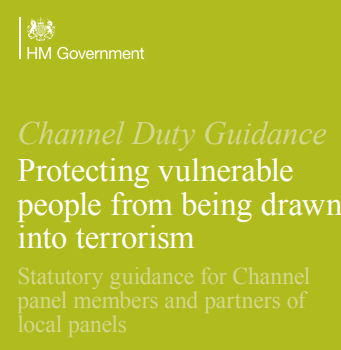 HM Government
Channel Duty Guidance
Protecting vulnerable
people from being drawn
into terrorism
Statutory guidance for Channel
panel members and partners of
local panels